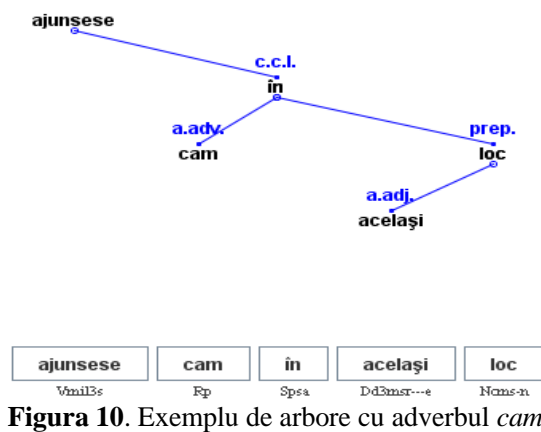 ajunsese
c.c.l.
în
a.adv. prep.
cam loc
a.adj.
acelaşi
ajunsese cam în acelaşi loc
Vmil3s Rp Spsa Dd3msr---e Ncms-n
Figura 10. Exemplu de arbore cu adverbul cam